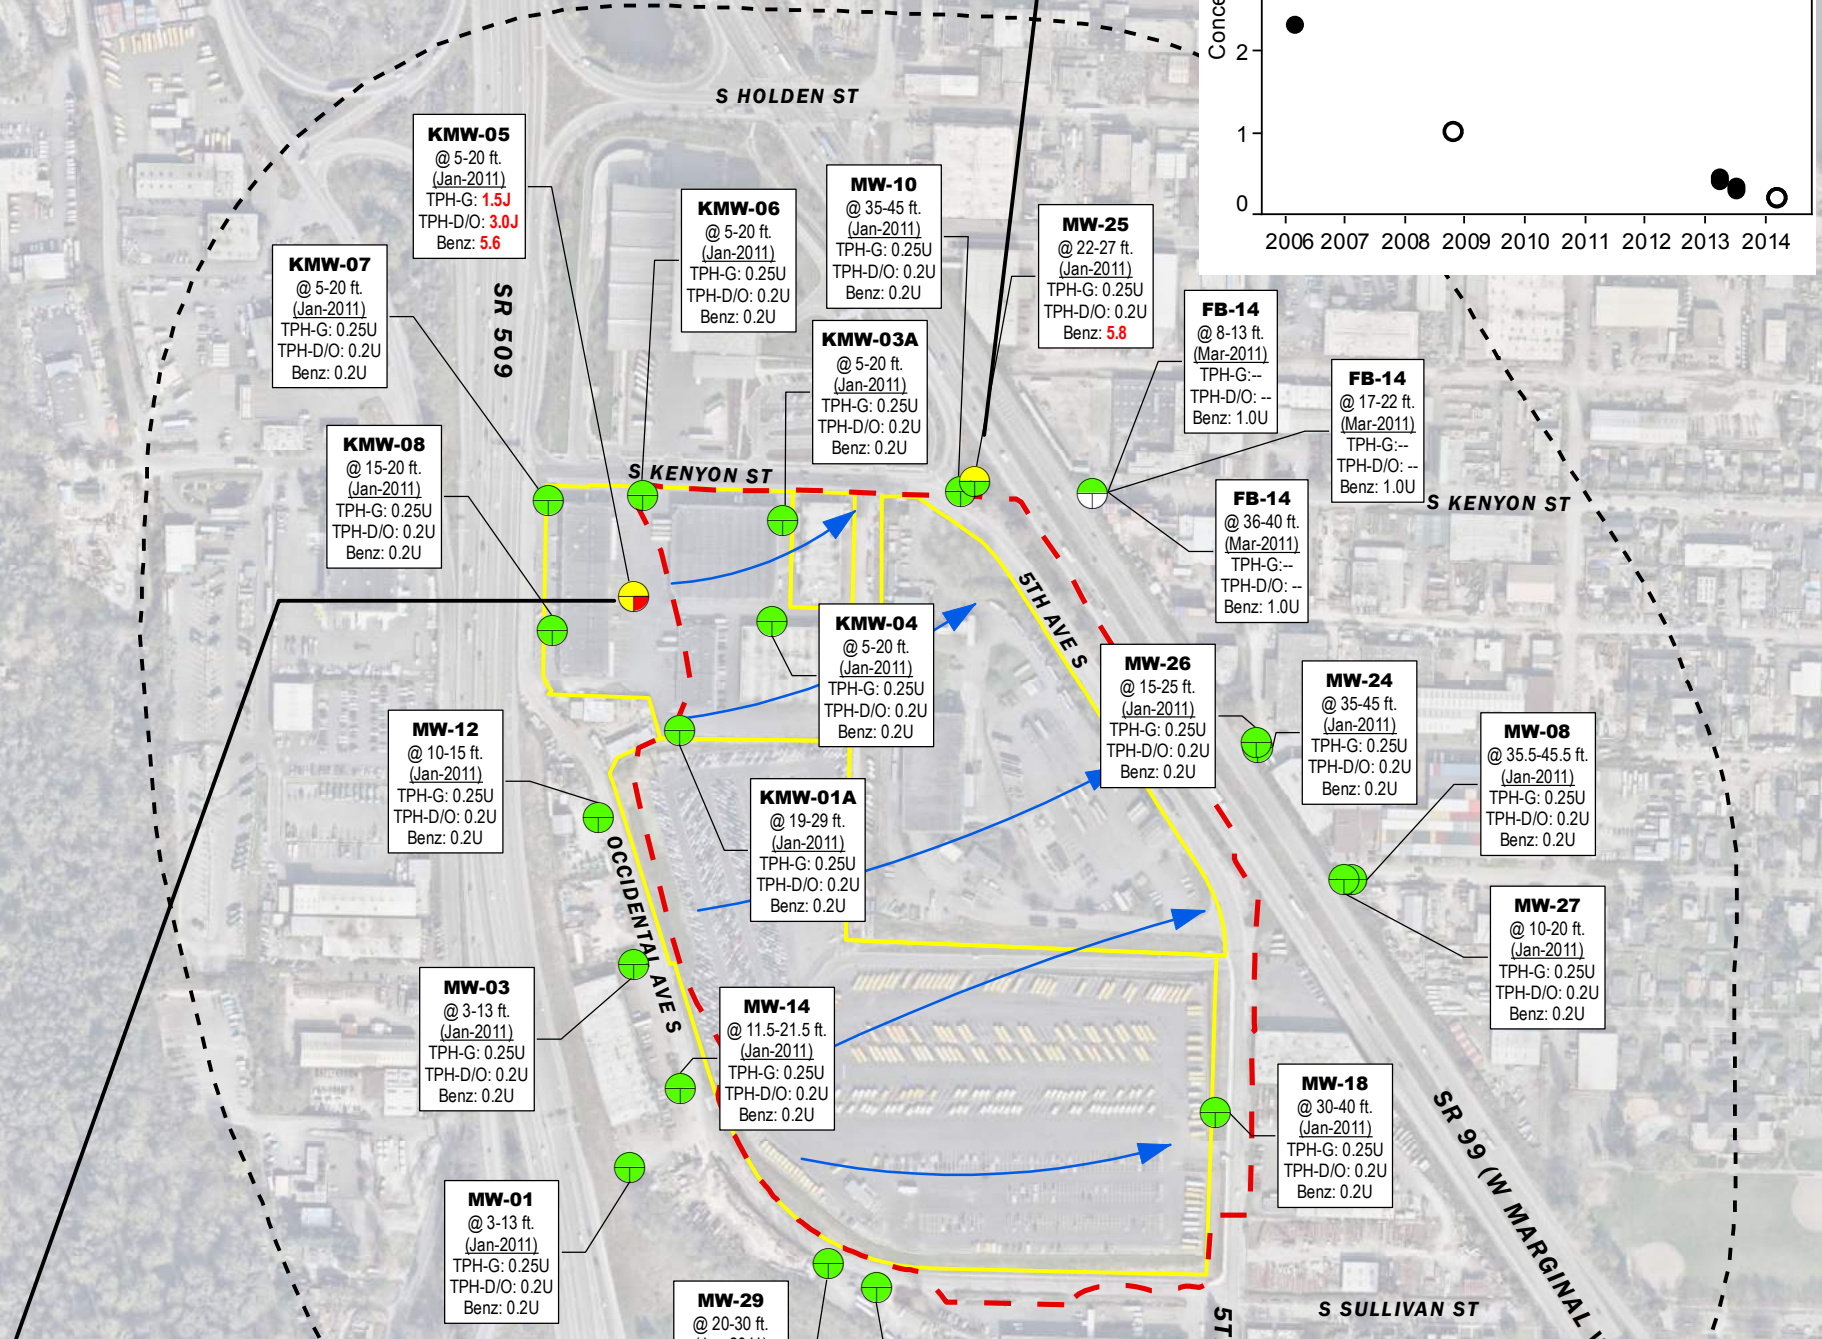 Conce
2
1
0
2006 2007 2008 2009 2010 2011 2012 2013 2014
S HOLDEN ST
KMW-05
@ 5-20 ft.
(Jan-2011)
TPH-G: 1.5J
TPH-D/O: 3.0J
Benz: 5.6
KMW-06
@ 5-20 ft.
(Jan-2011)
TPH-G: 0.25U
TPH-D/O: 0.2U
Benz: 0.2U
MW-10
@ 35-45 ft.
(Jan-2011)
TPH-G: 0.25U
TPH-D/O: 0.2U
Benz: 0.2U
MW-25
@ 22-27 ft.
(Jan-2011)
TPH-G: 0.25U
TPH-D/O: 0.2U
Benz: 5.8
KMW-07
@ 5-20 ft.
(Jan-2011)
TPH-G: 0.25U
TPH-D/O: 0.2U
Benz: 0.2U
SR 509
KMW-03A
@ 5-20 ft.
(Jan-2011)
TPH-G: 0.25U
TPH-D/O: 0.2U
Benz: 0.2U
FB-14
@ 8-13 ft.
(Mar-2011)
TPH-G:--
TPH-D/O: --
Benz: 1.0U
FB-14
@ 17-22 ft.
(Mar-2011)
TPH-G:--
TPH-D/O: --
Benz: 1.0U
KMW-08
@ 15-20 ft.
(Jan-2011)
TPH-G: 0.25U
TPH-D/O: 0.2U
Benz: 0.2U
S KENYON ST
S KENYON ST
FB-14
@ 36-40 ft.
(Mar-2011)
TPH-G:--
TPH-D/O: --
Benz: 1.0U
5TH AVE S
KMW-04
@ 5-20 ft.
(Jan-2011)
TPH-G: 0.25U
TPH-D/O: 0.2U
Benz: 0.2U
MW-26
@ 15-25 ft.
(Jan-2011)
TPH-G: 0.25U
TPH-D/O: 0.2U
Benz: 0.2U
MW-24
@ 35-45 ft.
(Jan-2011)
TPH-G: 0.25U
TPH-D/O: 0.2U
Benz: 0.2U
MW-12
@ 10-15 ft.
(Jan-2011)
TPH-G: 0.25U
TPH-D/O: 0.2U
Benz: 0.2U
MW-08
@ 35.5-45.5 ft.
(Jan-2011)
TPH-G: 0.25U
TPH-D/O: 0.2U
Benz: 0.2U
KMW-01A
@ 19-29 ft.
(Jan-2011)
TPH-G: 0.25U
TPH-D/O: 0.2U
Benz: 0.2U
OCCIDENTAL AVE S
MW-27
@ 10-20 ft.
(Jan-2011)
TPH-G: 0.25U
TPH-D/O: 0.2U
Benz: 0.2U
MW-03
@ 3-13 ft.
(Jan-2011)
TPH-G: 0.25U
TPH-D/O: 0.2U
Benz: 0.2U
MW-14
@ 11.5-21.5 ft.
(Jan-2011)
TPH-G: 0.25U
TPH-D/O: 0.2U
Benz: 0.2U
MW-18
@ 30-40 ft.
(Jan-2011)
TPH-G: 0.25U
TPH-D/O: 0.2U
Benz: 0.2U
SR 99 (W MARGINAL
MW-01
@ 3-13 ft.
(Jan-2011)
TPH-G: 0.25U
TPH-D/O: 0.2U
Benz: 0.2U
MW-29
@ 20-30 ft.
S SULLIVAN ST
5T